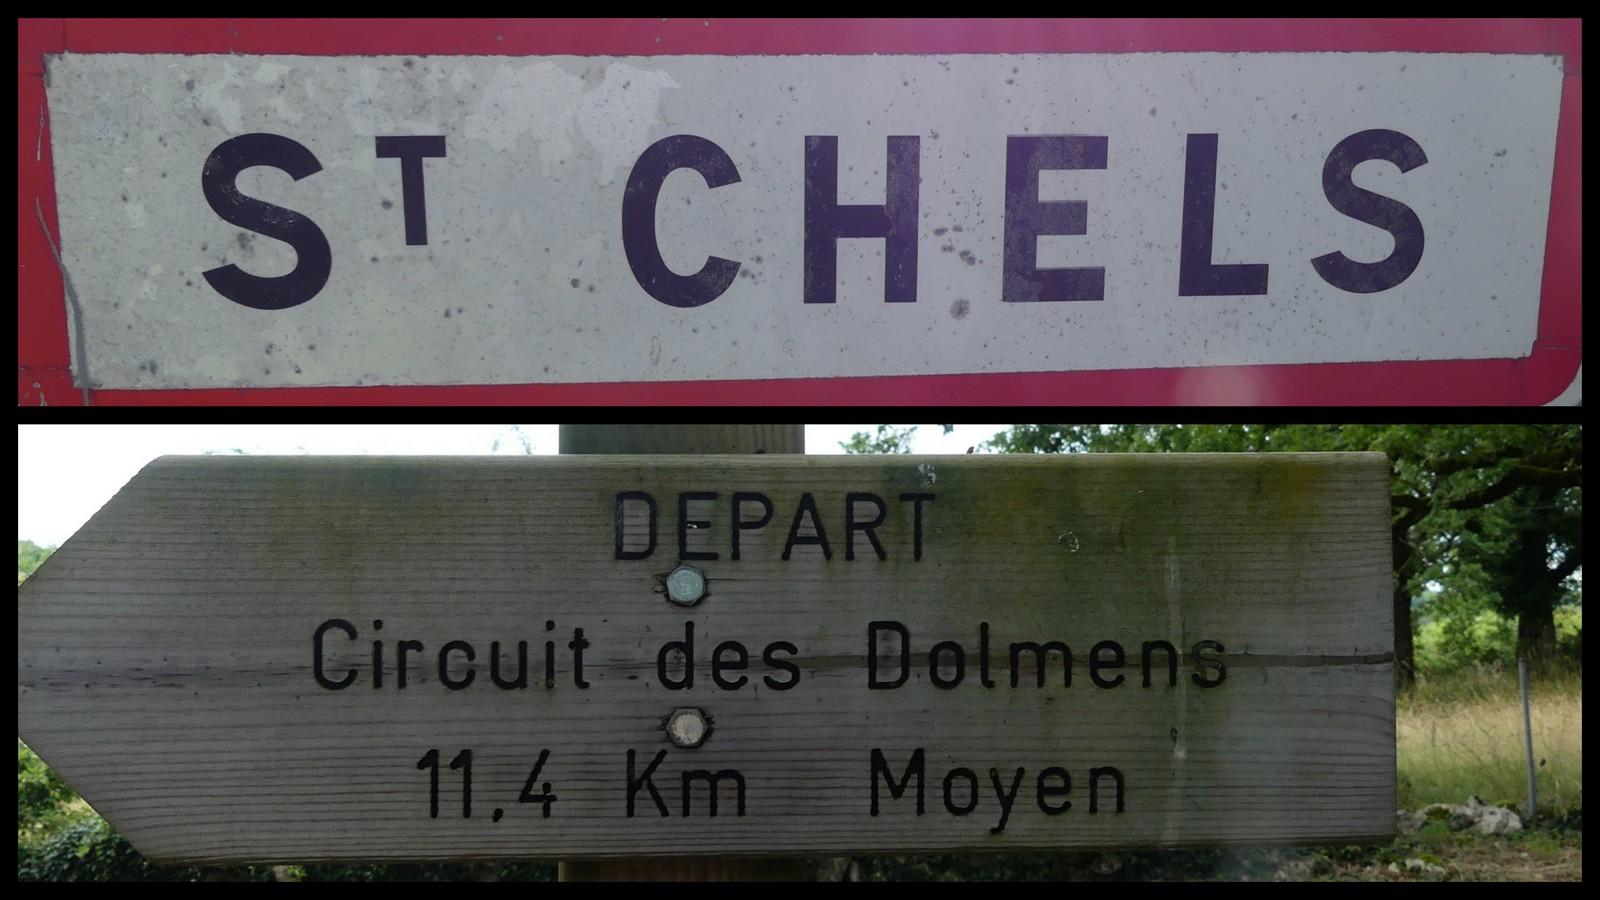 ST CHELS
DEPART
Circuit des Dolmens
11,4 Km Moyen